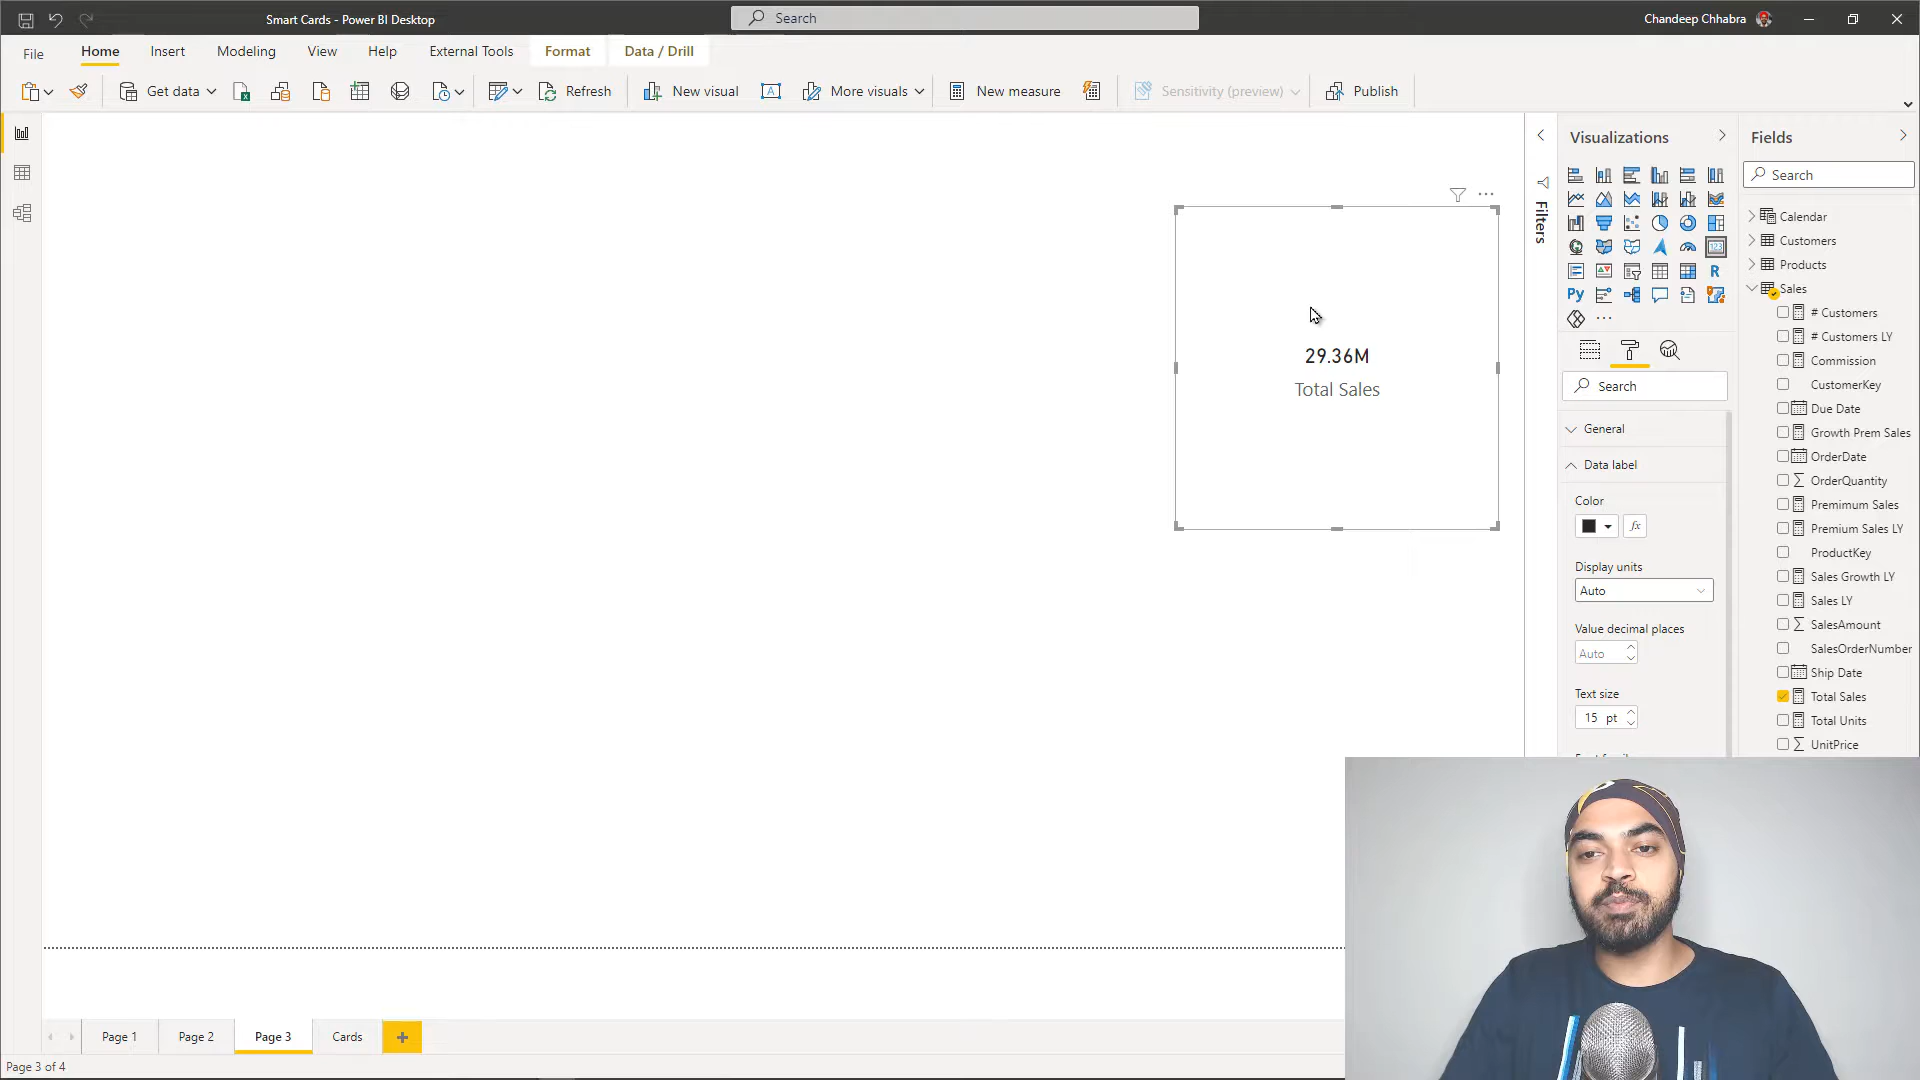 Smart Cards - Power BI Desktop
Search
Chandeep Chhabra
File
Home
Insert
Modeling
View
Help
External Tools
Format
Data / Drill
Get data
Refresh
New visual
More visuals
New measure
Sensitivity (preview)
Publish
29.36M
Total Sales
Filters
Visualizations
Search
General
Data label
Color
fx
Display units
Auto
Value decimal places
Auto
Text size
15 pt
Fields
Search
Calendar
Customers
Products
Sales
# Customers
# Customers LY
Commission
CustomerKey
Due Date
Growth Prem Sales
OrderDate
OrderQuantity
Premimum Sales
Premium Sales LY
ProductKey
Sales Growth LY
Sales LY
SalesAmount
SalesOrderNumber
Ship Date
Total Sales
Total Units
UnitPrice
Page 1
Page 2
Page 3
Cards
Page 3 of 4